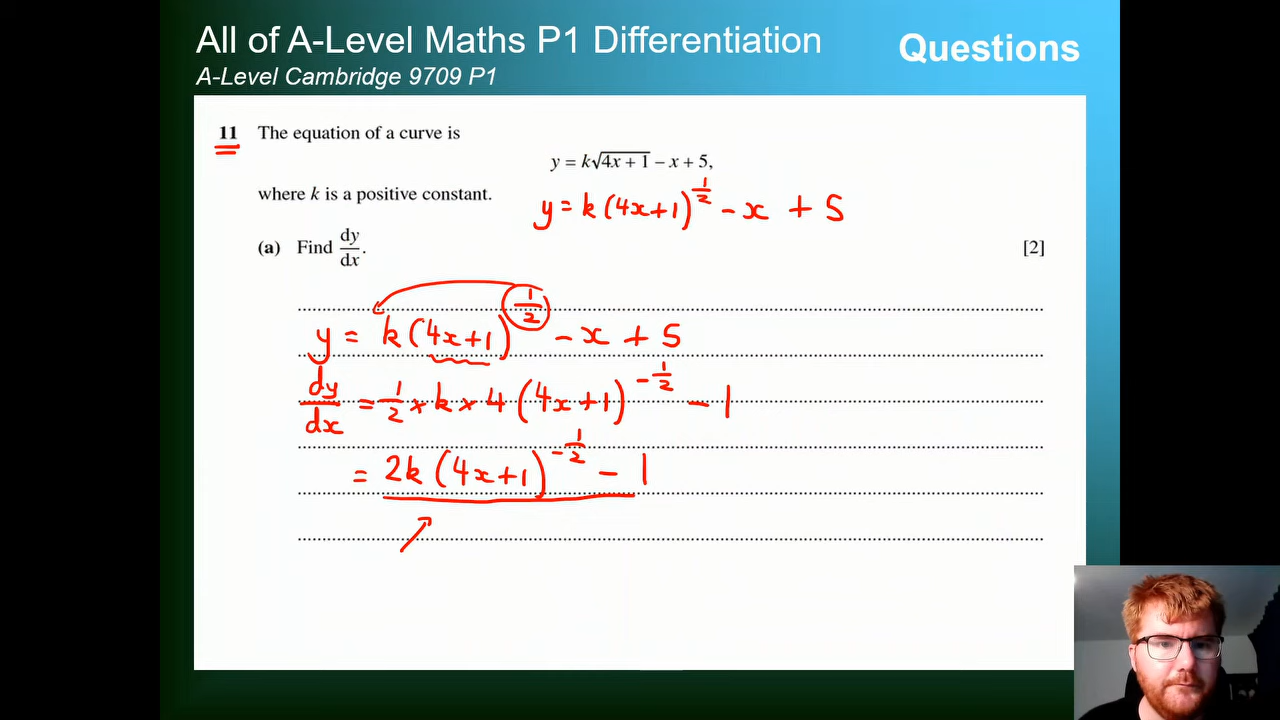 All of A-Level Maths P1 Differentiation
Questions
A-Level Cambridge 9709 P1
11 The equation of a curve is
y = k√(4x + 1) − x + 5,
where k is a positive constant.
y = k(4x+1)^(1/2) − x + 5
(a) Find dy/dx. [2]
y = k(4x+1)^(1/2) − x + 5
dy/dx = 1/2 × k × 4(4x+1)^(−1/2) − 1
= 2k(4x+1)^(−1/2) − 1